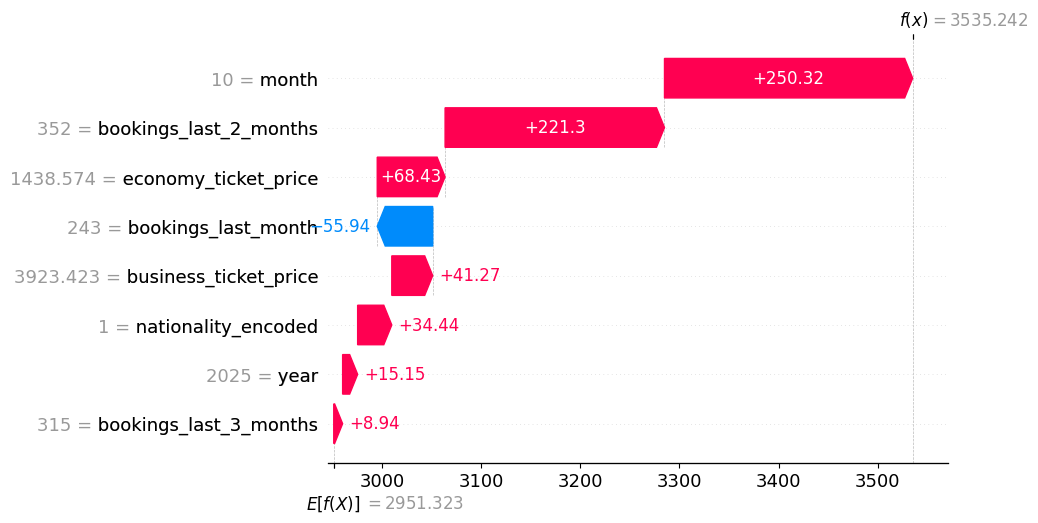 f(x) = 3535.242
10 = month
+250.32
352 = bookings_last_2_months
+221.3
1438.574 = economy_ticket_price
+68.43
243 = bookings_last_month
−55.94
3923.423 = business_ticket_price
+41.27
1 = nationality_encoded
+34.44
2025 = year
+15.15
315 = bookings_last_3_months
+8.94
3000 3100 3200 3300 3400 3500
E[f(X)] = 2951.323